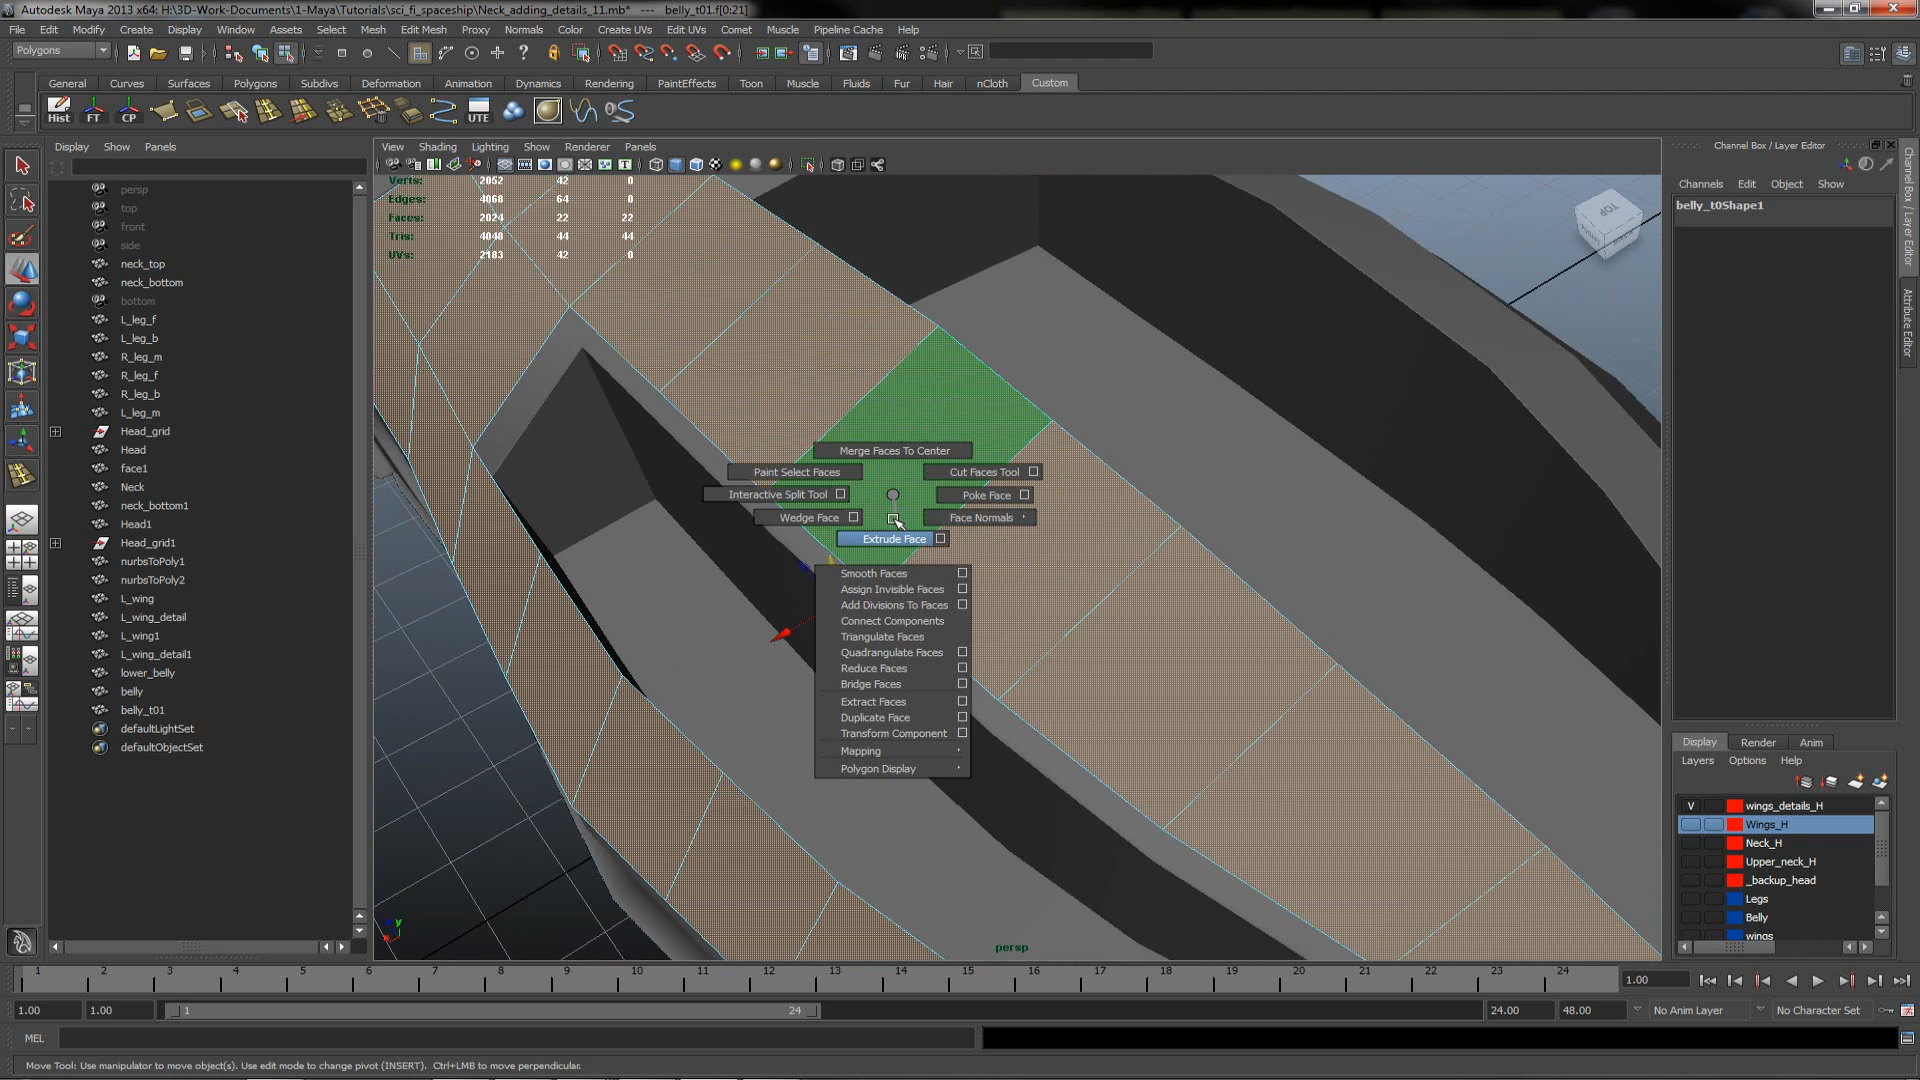 Autodesk Maya 2013 x64: H:\3D-Work-Documents\1-Maya\Tutorials\sci_fi_spaceship\Neck_adding_details_11.mb* --- belly_t01.f[0:21]
File Edit Modify Create Display Window Assets Select Mesh Edit Mesh Proxy Normals Color Create UVs Edit UVs Comet Muscle Pipeline Cache Help
Polygons
General Curves Surfaces Polygons Subdivs Deformation Animation Dynamics Rendering PaintEffects Toon Muscle Fluids Fur Hair nCloth Custom
Hist FT CP UTE
Display Show Panels
View Shading Lighting Show Renderer Panels
Channel Box / Layer Editor
Channels Edit Object Show
belly_t0Shape1
Channel Box / Layer Editor
Attribute Editor
Verts: 2052 42 0
Edges: 4068 64 0
Faces: 2024 22 22
Tris: 4048 44 44
UVs: 2183 42 0
TOP
persp
top
front
side
neck_top
neck_bottom
bottom
L_leg_f
L_leg_b
R_leg_m
R_leg_f
R_leg_b
L_leg_m
Head_grid
Head
face1
Neck
neck_bottom1
Head1
Head_grid1
nurbsToPoly1
nurbsToPoly2
L_wing
L_wing_detail
L_wing1
L_wing_detail1
lower_belly
belly
belly_t01
defaultLightSet
defaultObjectSet
Merge Faces To Center
Paint Select Faces
Cut Faces Tool
Interactive Split Tool
Poke Face
Wedge Face
Face Normals
Extrude Face
Smooth Faces
Assign Invisible Faces
Add Divisions To Faces
Connect Components
Triangulate Faces
Quadrangulate Faces
Reduce Faces
Bridge Faces
Extract Faces
Duplicate Face
Transform Component
Mapping
Polygon Display
persp
y
Display Render Anim
Layers Options Help
V wings_details_H
Wings_H
Neck_H
Upper_neck_H
_backup_head
Legs
Belly
wings
1 2 3 4 5 6 7 8 9 10 11 12 13 14 15 16 17 18 19 20 21 22 23 24 1.00
1.00 1.00 1 24 24.00 48.00 No Anim Layer No Character Set
MEL
Move Tool: Use manipulator to move object(s). Use edit mode to change pivot (INSERT). Ctrl+LMB to move perpendicular.